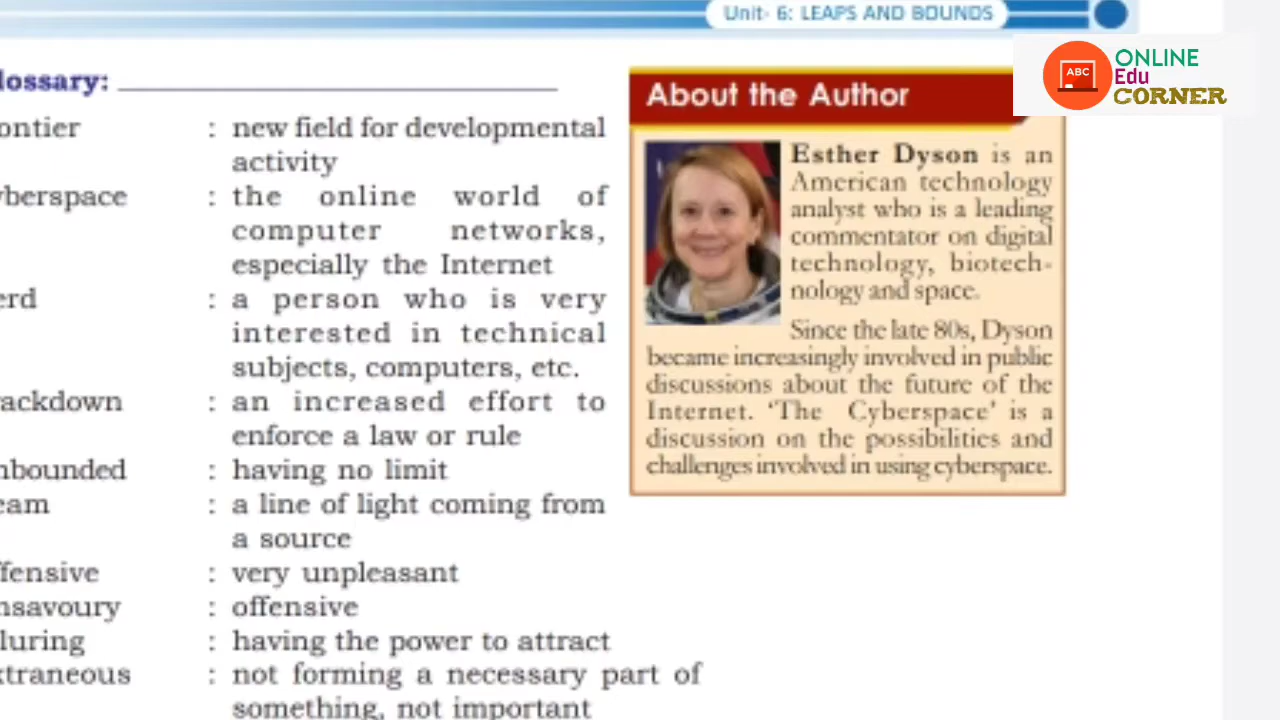 Unit- 6: LEAPS AND BOUNDS
ABC
ONLINE
Edu
CORNER
lossary:
ontier : new field for developmental
activity
yberspace : the online world of
computer networks,
especially the Internet
erd : a person who is very
interested in technical
subjects, computers, etc.
rackdown : an increased effort to
enforce a law or rule
nbounded : having no limit
eam : a line of light coming from
a source
ffensive : very unpleasant
nsavoury : offensive
luring : having the power to attract
xtraneous : not forming a necessary part of
something, not important
About the Author
Esther Dyson is an
American technology
analyst who is a leading
commentator on digital
technology, biotech-
nology and space.
Since the late 80s, Dyson
became increasingly involved in public
discussions about the future of the
Internet. ‘The Cyberspace’ is a
discussion on the possibilities and
challenges involved in using cyberspace.